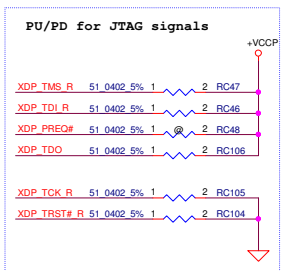 PU/PD for JTAG signals
+VCCP
XDP_TMS_R 51_0402_5% 1 2 RC47
XDP_TDI_R 51_0402_5% 1 2 RC46
XDP_PREQ# 51_0402_5% 1 @ 2 RC48
XDP_TDO 51_0402_5% 1 2 RC106
XDP_TCK_R 51_0402_5% 1 2 RC105
XDP_TRST#_R 51_0402_5% 1 2 RC104